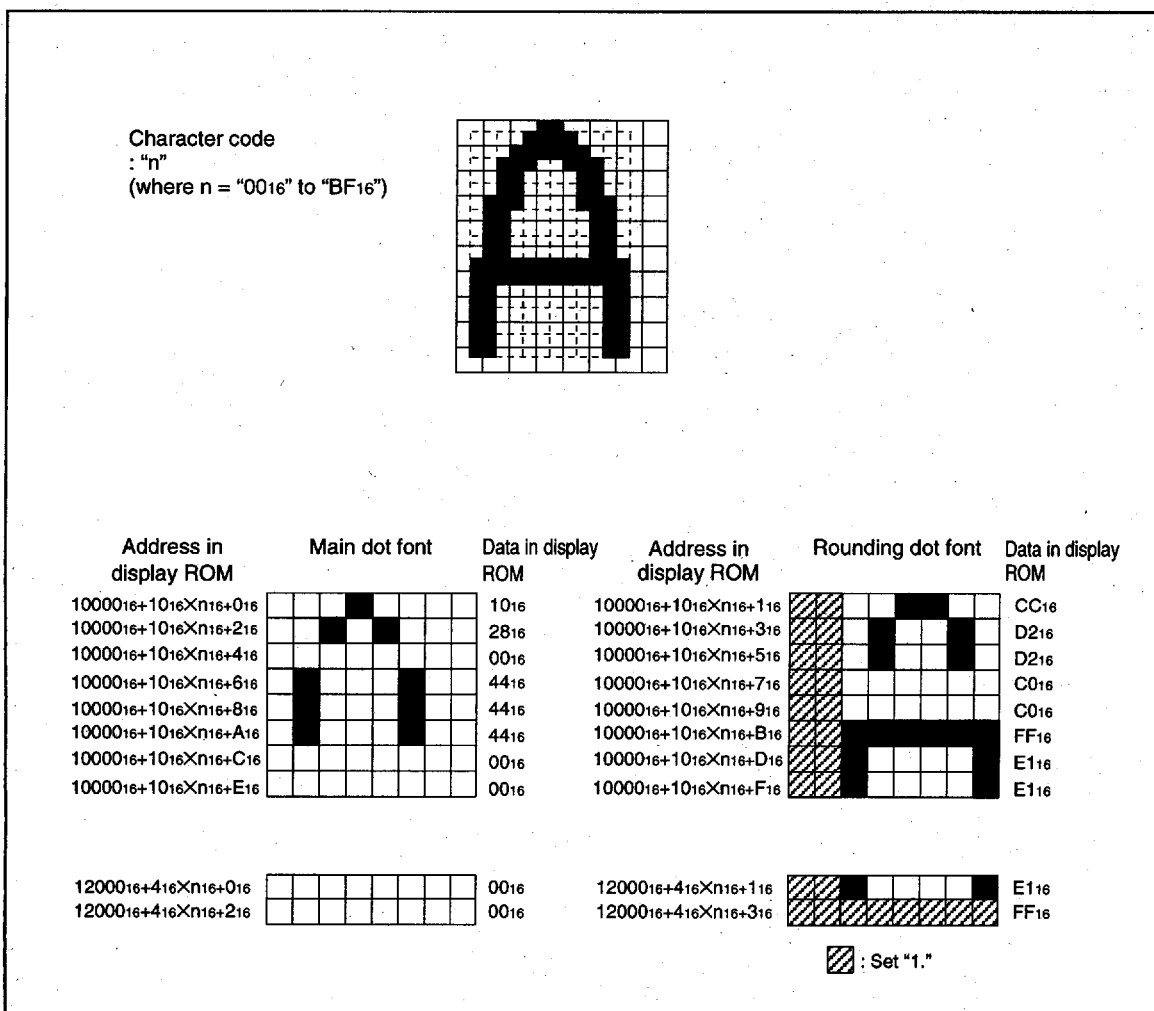 Character code
: “n”
(where n = “0016” to “BF16”)
Address in display ROM Main dot font Data in display ROM Address in display ROM Rounding dot font Data in display ROM
1000016+1016×n16+016 1016 1000016+1016×n16+116 CC16
1000016+1016×n16+216 2816 1000016+1016×n16+316 D216
1000016+1016×n16+416 0016 1000016+1016×n16+516 D216
1000016+1016×n16+616 4416 1000016+1016×n16+716 C016
1000016+1016×n16+816 4416 1000016+1016×n16+916 C016
1000016+1016×n16+A16 4416 1000016+1016×n16+B16 FF16
1000016+1016×n16+C16 0016 1000016+1016×n16+D16 E116
1000016+1016×n16+E16 0016 1000016+1016×n16+F16 E116
1200016+416×n16+016 0016 1200016+416×n16+116 E116
1200016+416×n16+216 0016 1200016+416×n16+316 FF16
: Set “1.”